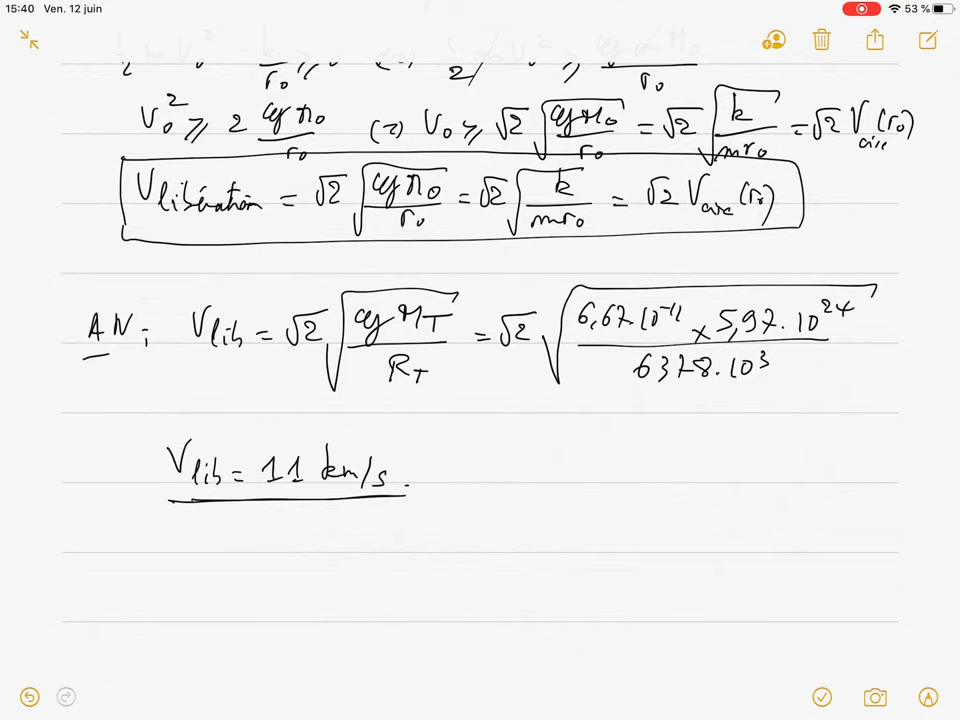 15:40 Ven. 12 juin 53 %
V₀² ⩾ 2 𝒢M₀/r₀ (=) V₀ ⩾ √2 √(𝒢M₀/r₀) = √2 √(k/mr₀) = √2 V_circ(r₀)
V_libération = √2 √(𝒢M₀/r₀) = √2 √(k/mr₀) = √2 V_circ(r₀)
AN : V_lib = √2 √(𝒢M_T/R_T) = √2 √(6,67.10⁻¹¹ × 5,97.10²⁴/6378.10³)
V_lib = 11 km/s.